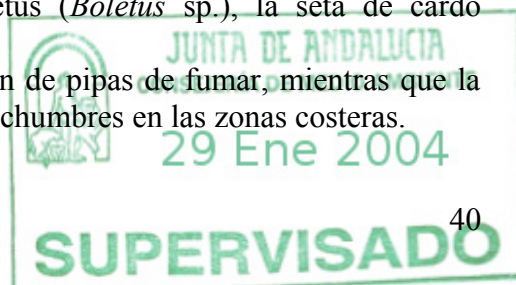 etus (Boletus sp.), la seta de cardo
JUNTA DE ANDALUCIA
n de pipas de fumar, mientras que la
chumbres en las zonas costeras.
29 Ene 2004
40
SUPERVISADO